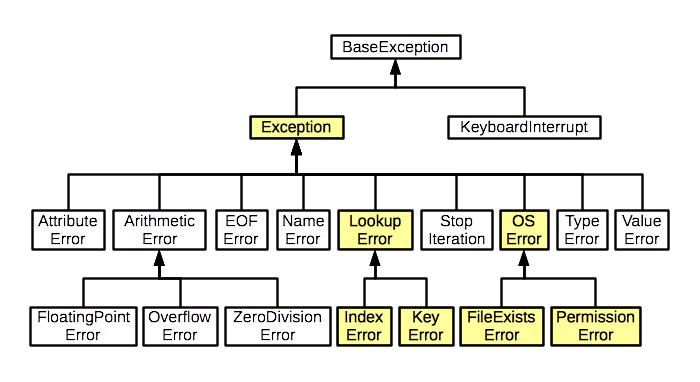 BaseException
Exception
KeyboardInterrupt
Attribute
Error
Arithmetic
Error
EOF
Error
Name
Error
Lookup
Error
Stop
Iteration
OS
Error
Type
Error
Value
Error
FloatingPoint
Error
Overflow
Error
ZeroDivision
Error
Index
Error
Key
Error
FileExists
Error
Permission
Error